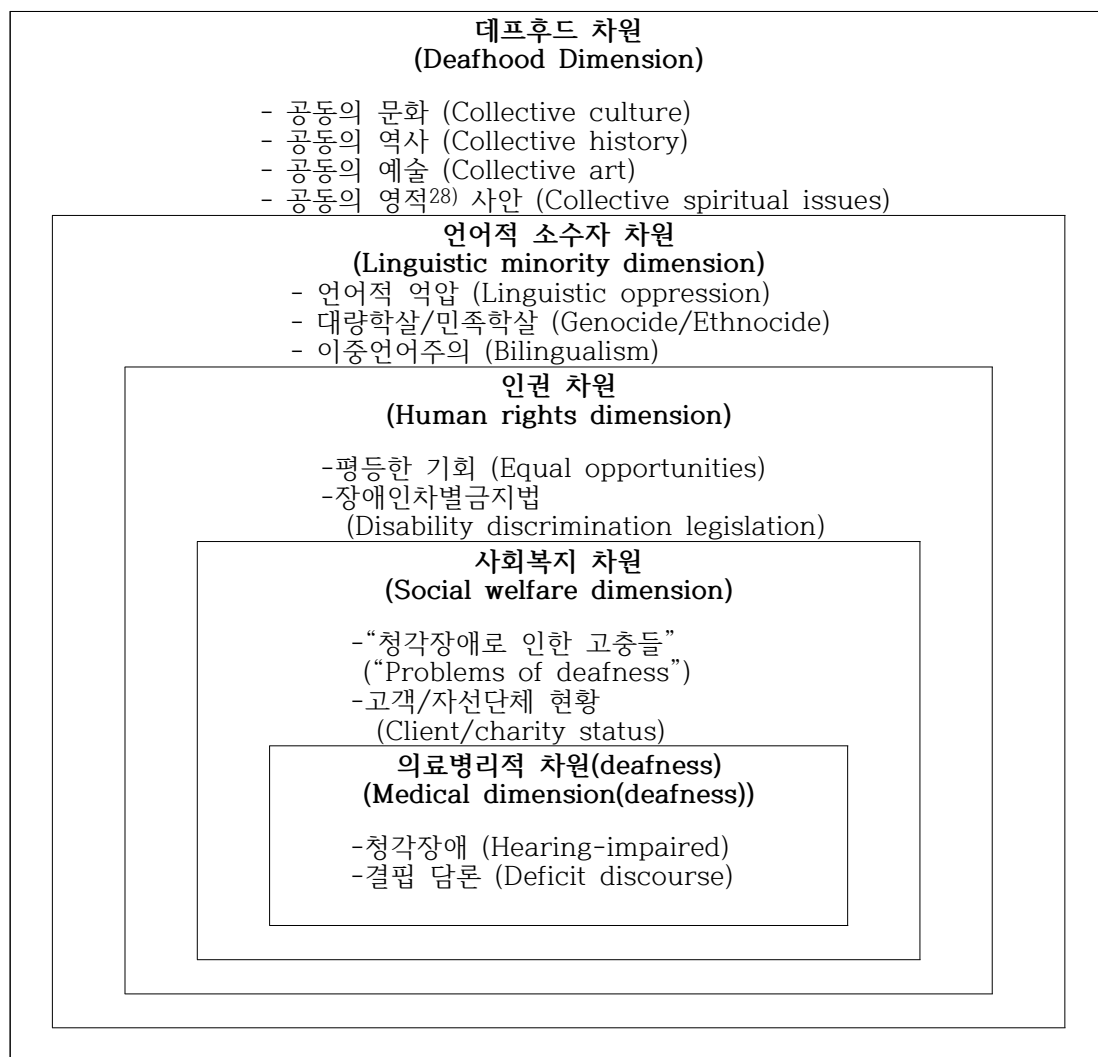 데프후드 차원
(Deafhood Dimension)
- 공동의 문화 (Collective culture)
- 공동의 역사 (Collective history)
- 공동의 예술 (Collective art)
- 공동의 영적28) 사안 (Collective spiritual issues)
언어적 소수자 차원
(Linguistic minority dimension)
- 언어적 억압 (Linguistic oppression)
- 대량학살/민족학살 (Genocide/Ethnocide)
- 이중언어주의 (Bilingualism)
인권 차원
(Human rights dimension)
-평등한 기회 (Equal opportunities)
-장애인차별금지법
(Disability discrimination legislation)
사회복지 차원
(Social welfare dimension)
-“청각장애로 인한 고충들”
(“Problems of deafness”)
-고객/자선단체 현황
(Client/charity status)
의료병리적 차원(deafness)
(Medical dimension(deafness))
-청각장애 (Hearing-impaired)
-결핍 담론 (Deficit discourse)